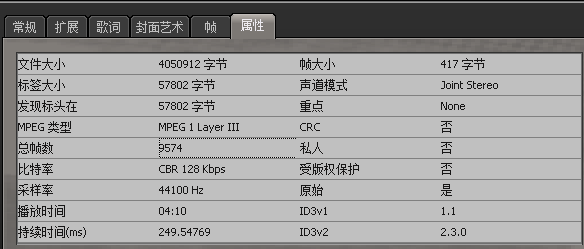 常规 扩展 歌词 封面艺术 帧 属性
文件大小 4050912 字节 帧大小 417 字节
标签大小 57802 字节 声道模式 Joint Stereo
发现标头在 57802 字节 重点 None
MPEG 类型 MPEG 1 Layer III CRC 否
总帧数 9574 私人 否
比特率 CBR 128 Kbps 受版权保护 否
采样率 44100 Hz 原始 是
播放时间 04:10 ID3v1 1.1
持续时间(ms) 249.54769 ID3v2 2.3.0